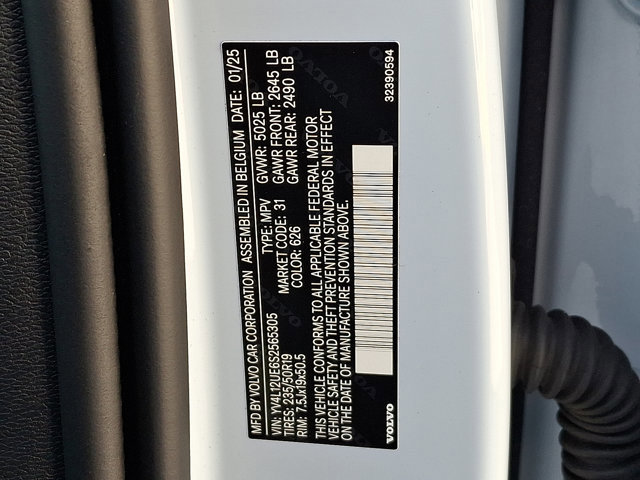 MFD BY VOLVO CAR CORPORATION ASSEMBLED IN BELGIUM DATE: 01/25
VIN: YV4L12UE6S2565305 TYPE: MPV GVWR: 5025 LB
TIRES: 235/50R19 MARKET CODE: 31 GAWR FRONT: 2645 LB
RIM: 7.5Jx19x50.5 COLOR: 626 GAWR REAR: 2490 LB
THIS VEHICLE CONFORMS TO ALL APPLICABLE FEDERAL MOTOR
VEHICLE SAFETY AND THEFT PREVENTION STANDARDS IN EFFECT
ON THE DATE OF MANUFACTURE SHOWN ABOVE.
VOLVO 32390594